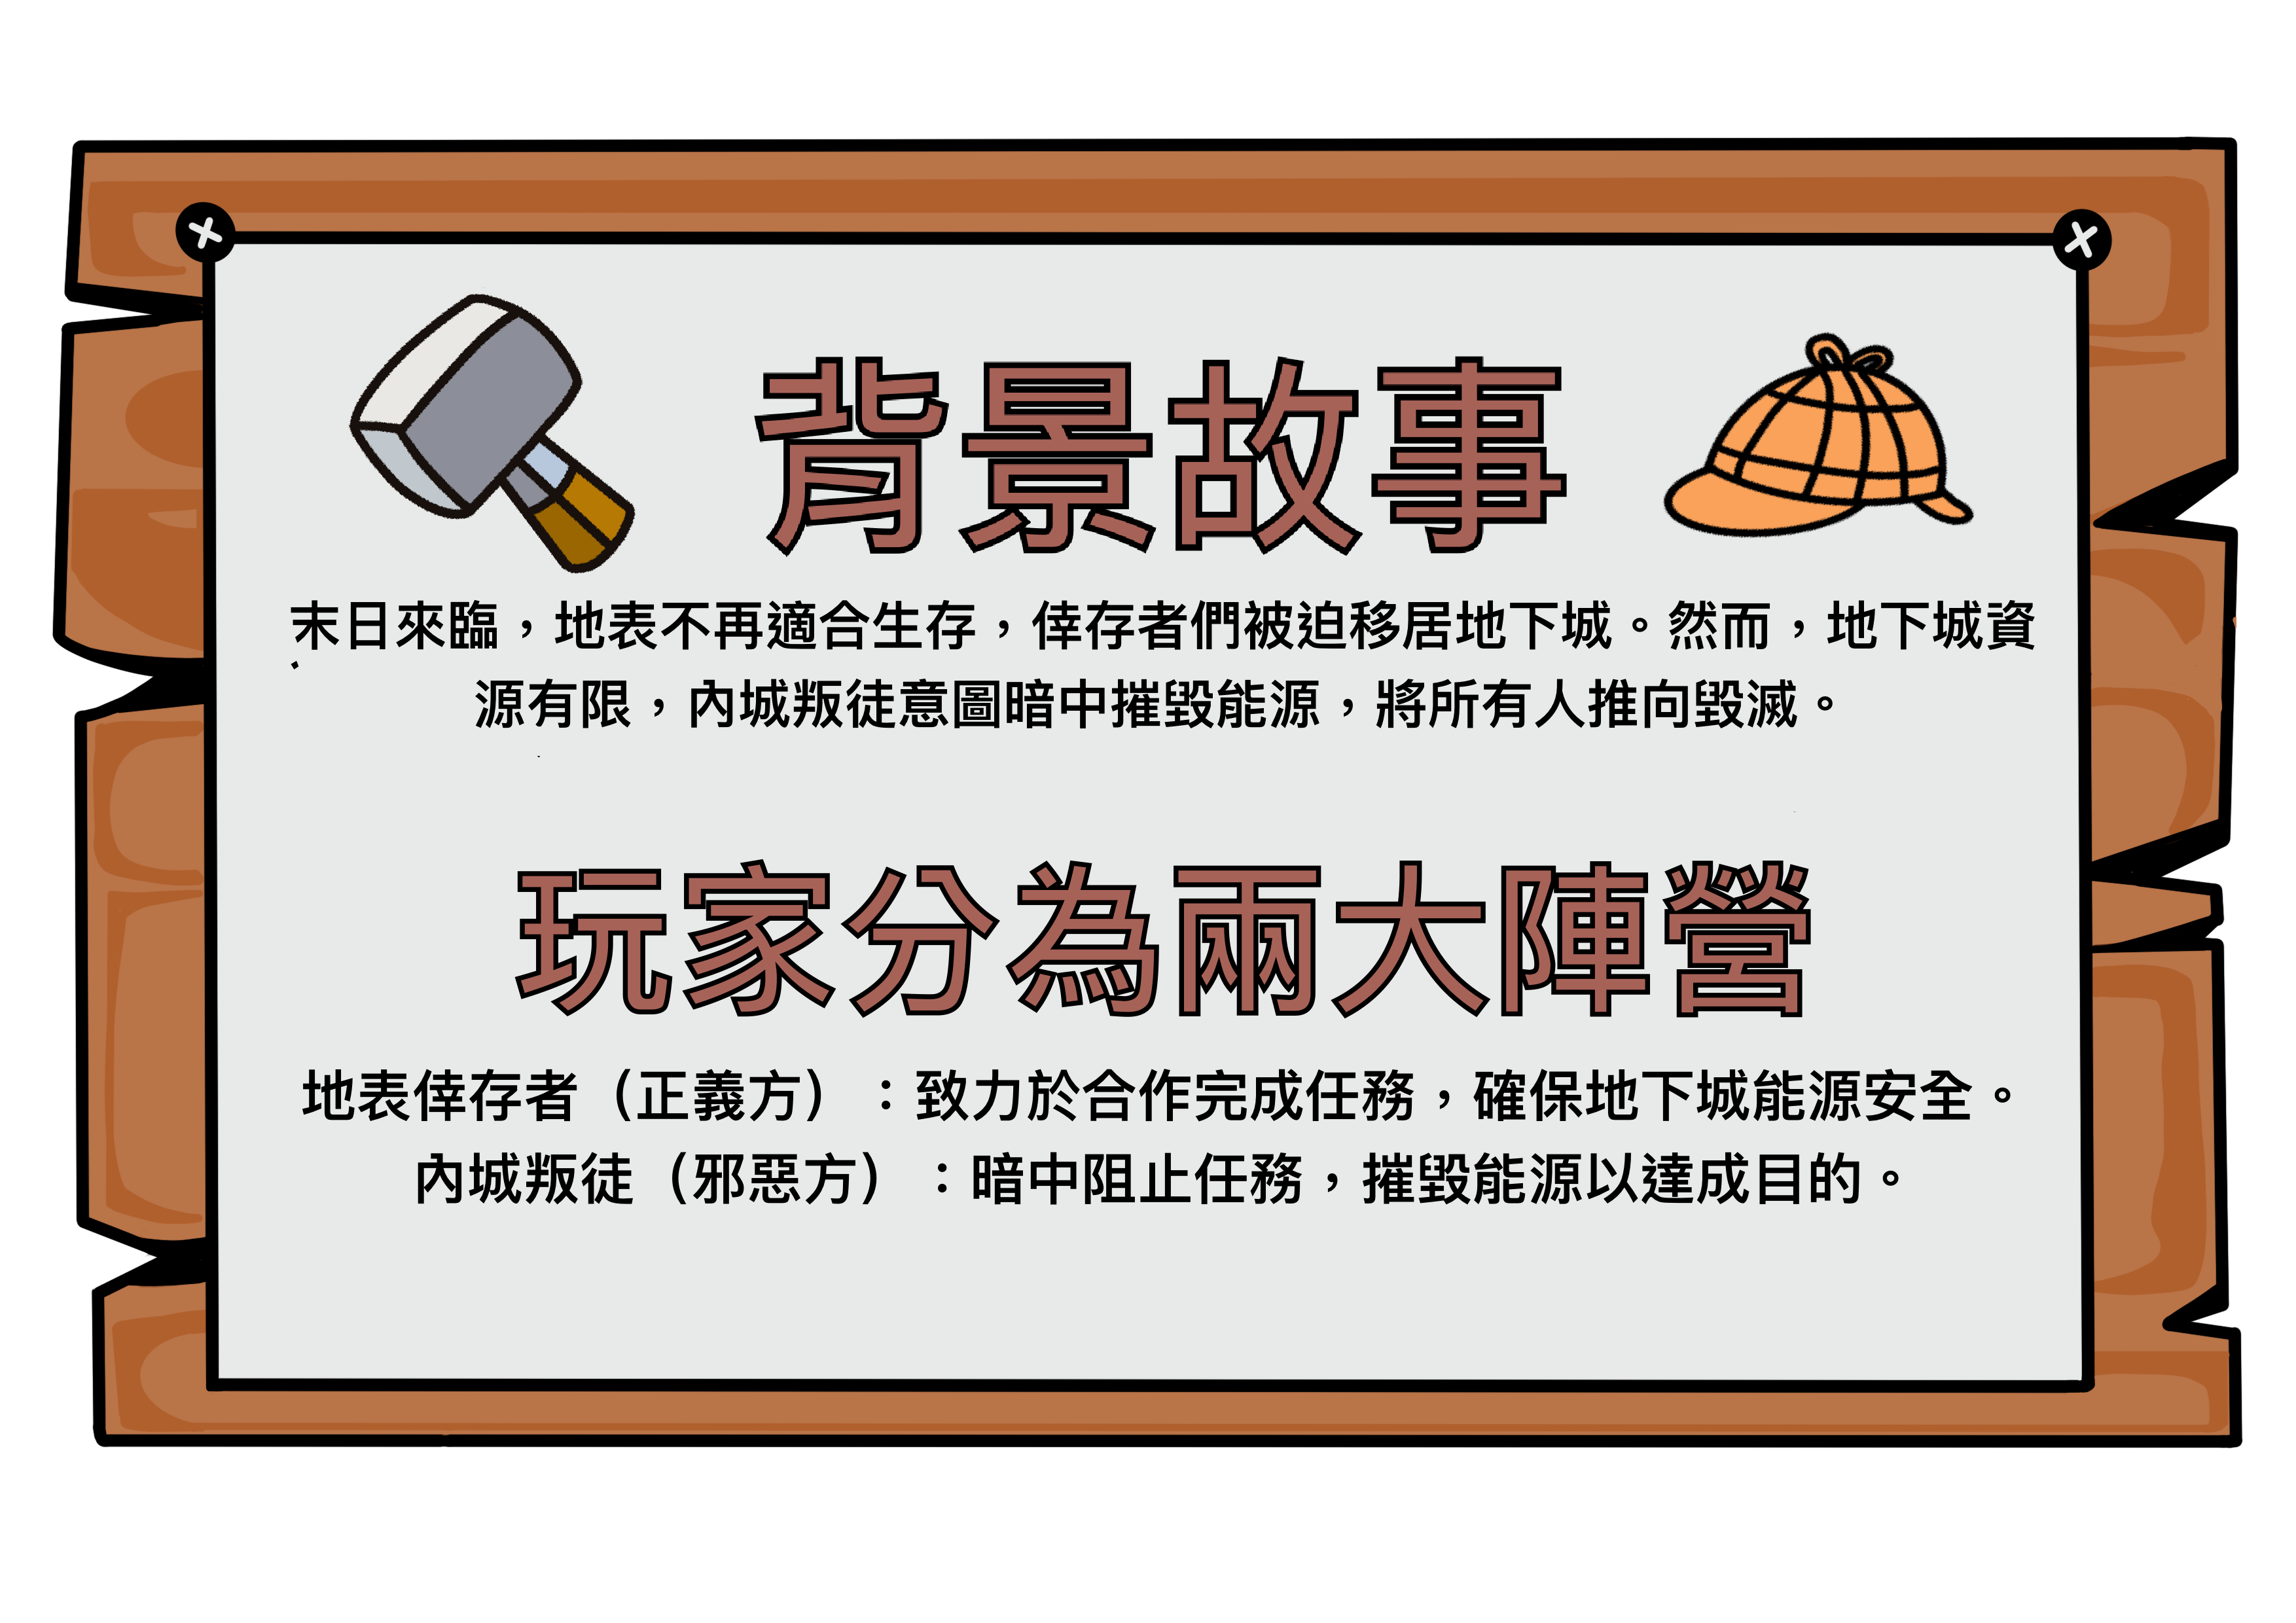 背景故事
末日來臨，地表不再適合生存，倖存者們被迫移居地下城。然而，地下城資
源有限，內城叛徒意圖暗中摧毀能源，將所有人推向毀滅。
玩家分為兩大陣營
地表倖存者（正義方）：致力於合作完成任務，確保地下城能源安全。
內城叛徒（邪惡方）：暗中阻止任務，摧毀能源以達成目的。